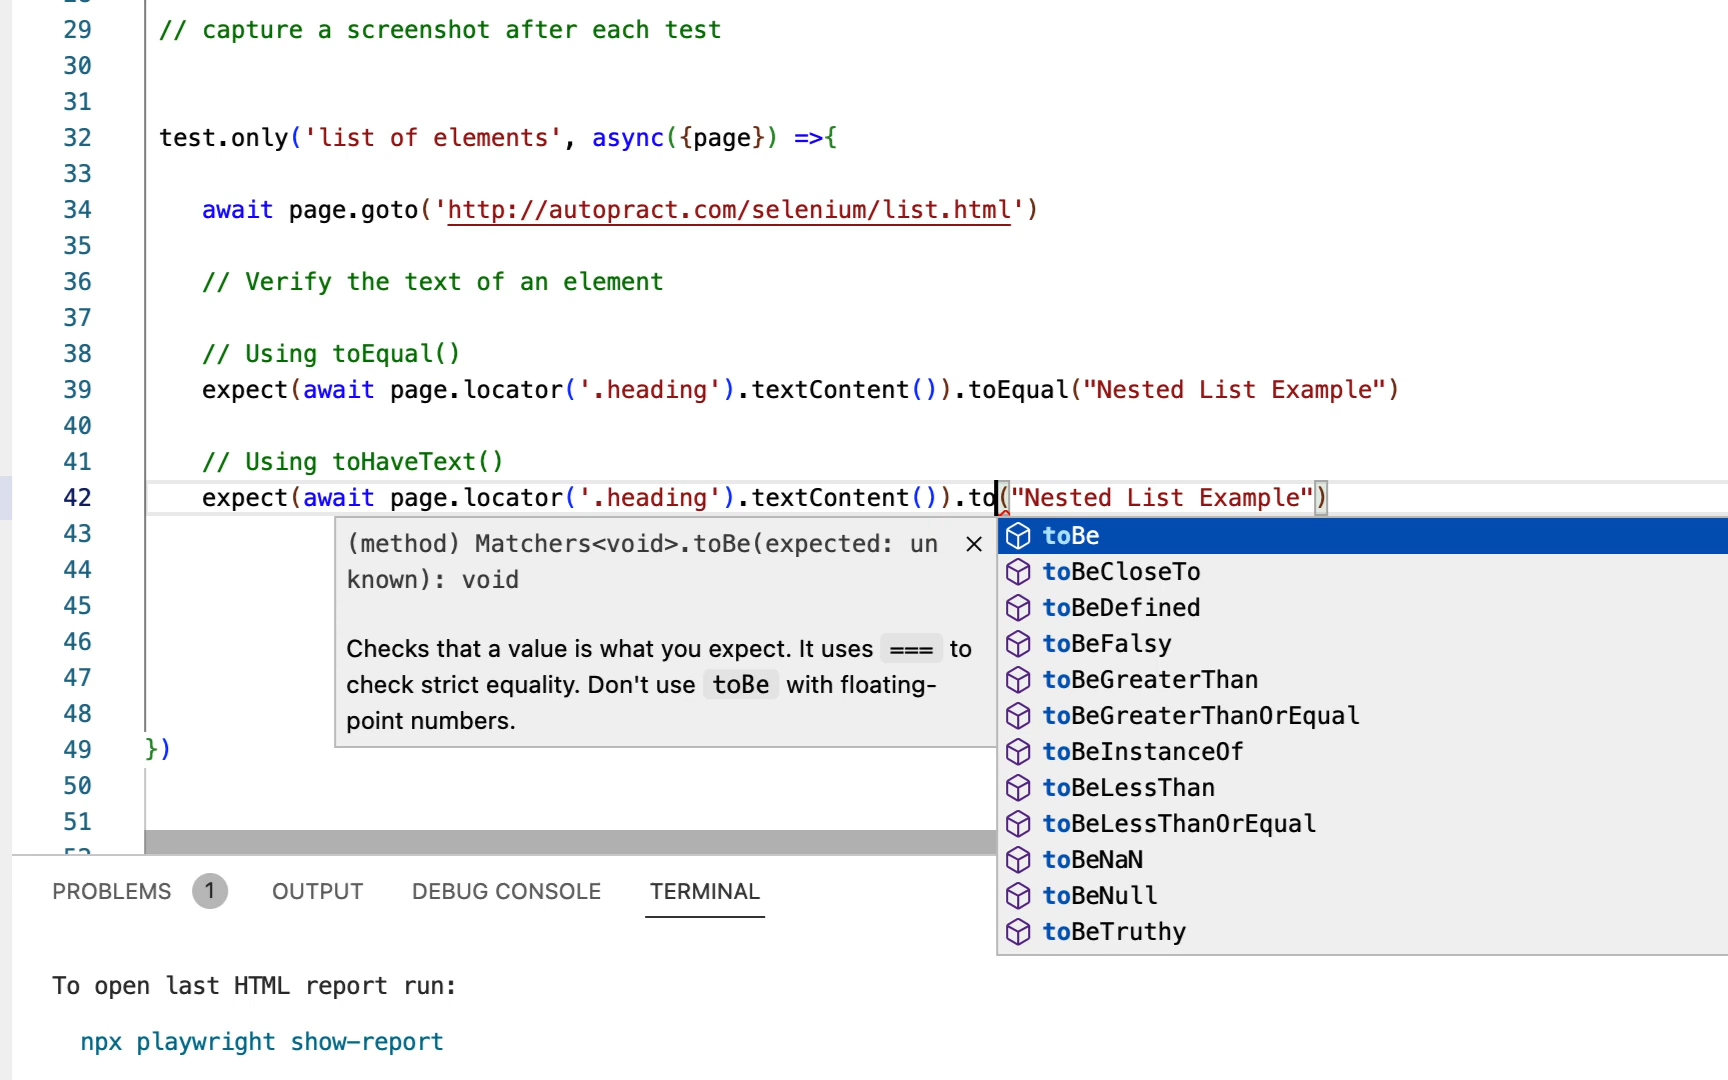 29 // capture a screenshot after each test
30
31
32 test.only('list of elements', async({page}) =>{
33
34 await page.goto('http://autopract.com/selenium/list.html')
35
36 // Verify the text of an element
37
38 // Using toEqual()
39 expect(await page.locator('.heading').textContent()).toEqual("Nested List Example")
40
41 // Using toHaveText()
42 expect(await page.locator('.heading').textContent()).to("Nested List Example")
43
44
45
46
47
48
49 })
50
51
(method) Matchers<void>.toBe(expected: un
known): void
Checks that a value is what you expect. It uses === to
check strict equality. Don't use toBe with floating-
point numbers.
toBe
toBeCloseTo
toBeDefined
toBeFalsy
toBeGreaterThan
toBeGreaterThanOrEqual
toBeInstanceOf
toBeLessThan
toBeLessThanOrEqual
toBeNaN
toBeNull
toBeTruthy
PROBLEMS 1 OUTPUT DEBUG CONSOLE TERMINAL
To open last HTML report run:
npx playwright show-report